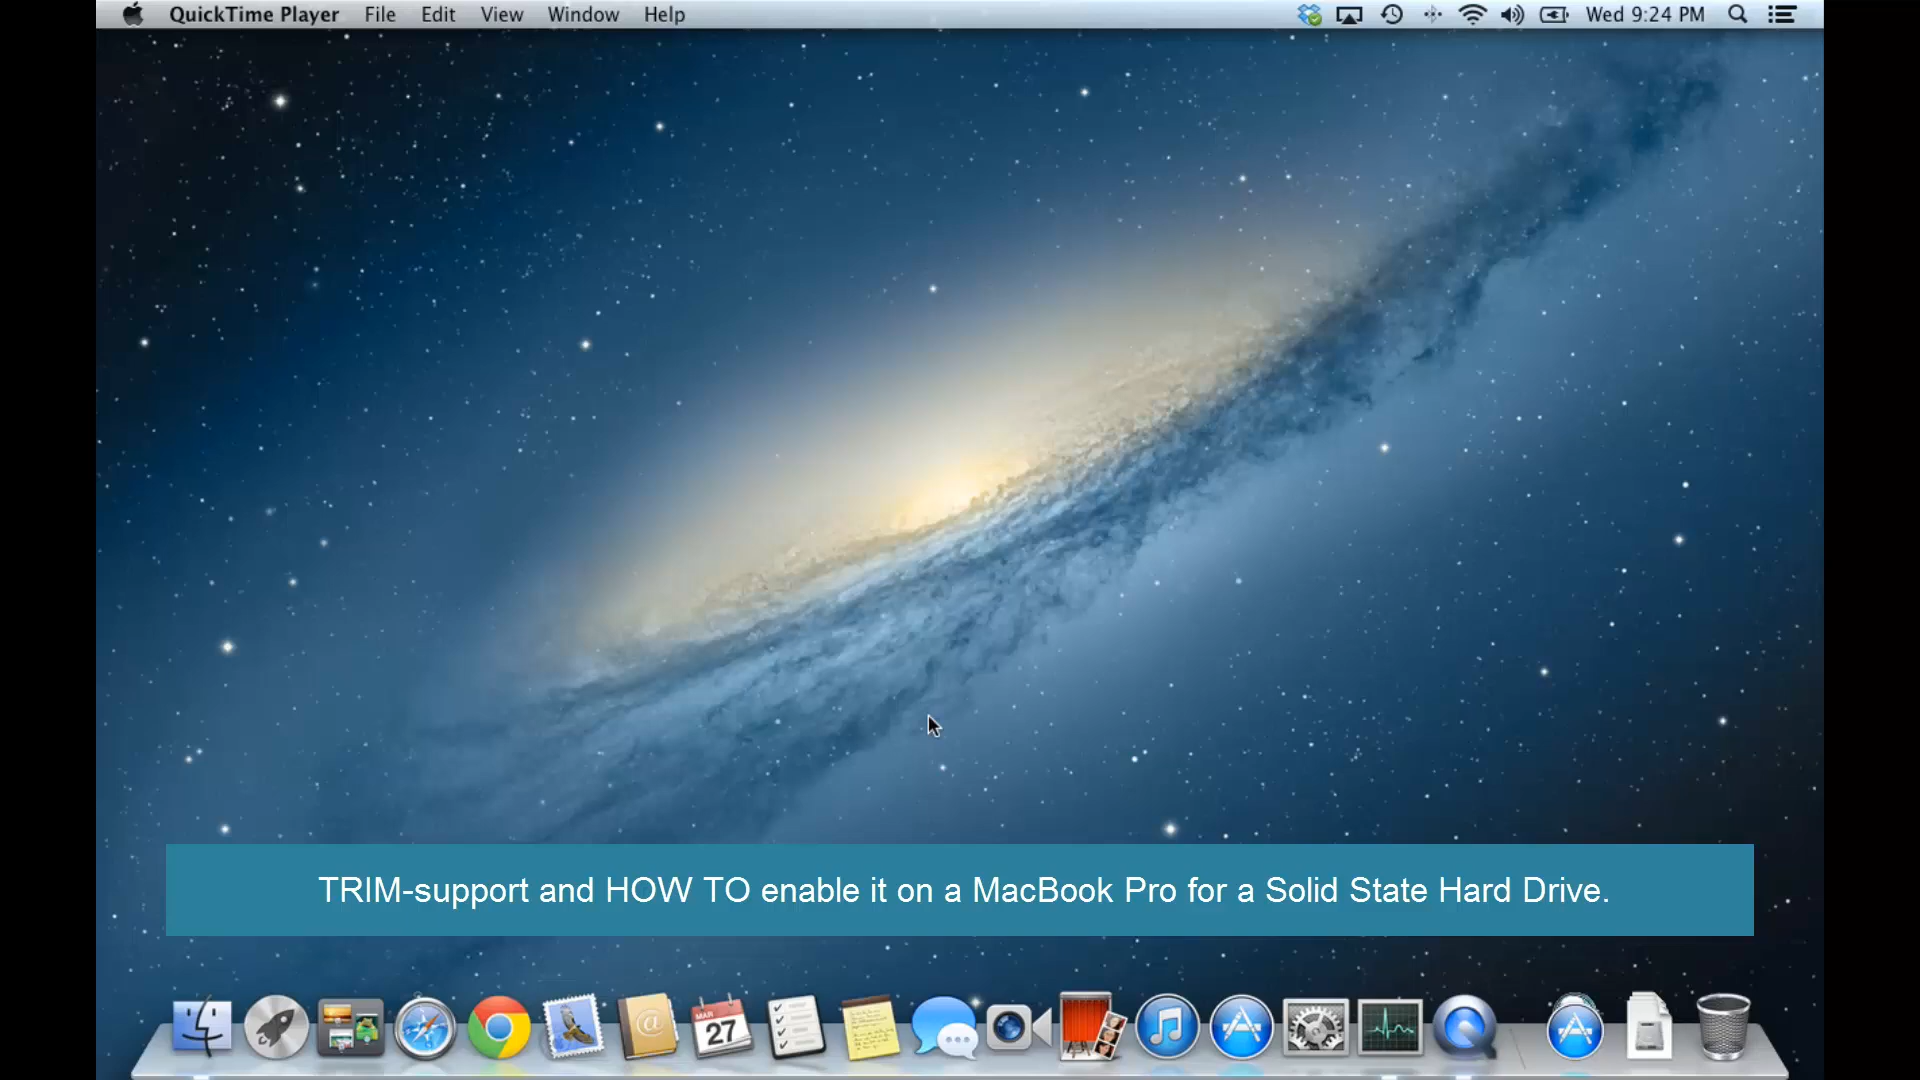 QuickTime Player File Edit View Window Help Wed 9:24 PM
TRIM-support and HOW TO enable it on a MacBook Pro for a Solid State Hard Drive.
MAR
27